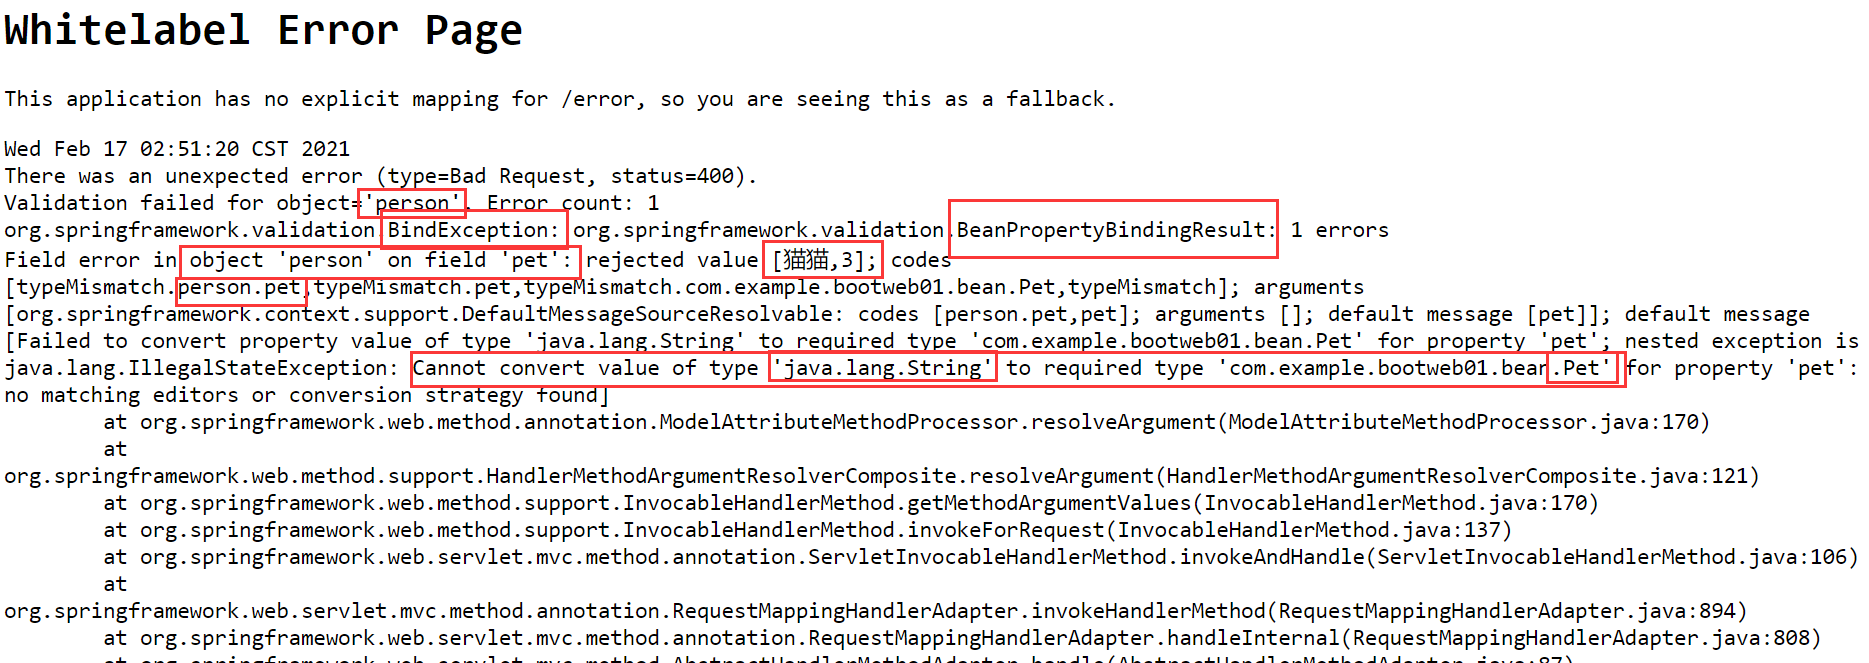 Whitelabel Error Page
This application has no explicit mapping for /error, so you are seeing this as a fallback.
Wed Feb 17 02:51:20 CST 2021
There was an unexpected error (type=Bad Request, status=400).
Validation failed for object='person'. Error count: 1
org.springframework.validation.BindException: org.springframework.validation.BeanPropertyBindingResult: 1 errors
Field error in object 'person' on field 'pet': rejected value [猫猫,3]; codes
[typeMismatch.person.pet,typeMismatch.pet,typeMismatch.com.example.bootweb01.bean.Pet,typeMismatch]; arguments
[org.springframework.context.support.DefaultMessageSourceResolvable: codes [person.pet,pet]; arguments []; default message [pet]]; default message
[Failed to convert property value of type 'java.lang.String' to required type 'com.example.bootweb01.bean.Pet' for property 'pet'; nested exception is
java.lang.IllegalStateException: Cannot convert value of type 'java.lang.String' to required type 'com.example.bootweb01.bean.Pet' for property 'pet':
no matching editors or conversion strategy found]
at org.springframework.web.method.annotation.ModelAttributeMethodProcessor.resolveArgument(ModelAttributeMethodProcessor.java:170)
at
org.springframework.web.method.support.HandlerMethodArgumentResolverComposite.resolveArgument(HandlerMethodArgumentResolverComposite.java:121)
at org.springframework.web.method.support.InvocableHandlerMethod.getMethodArgumentValues(InvocableHandlerMethod.java:170)
at org.springframework.web.method.support.InvocableHandlerMethod.invokeForRequest(InvocableHandlerMethod.java:137)
at org.springframework.web.servlet.mvc.method.annotation.ServletInvocableHandlerMethod.invokeAndHandle(ServletInvocableHandlerMethod.java:106)
at
org.springframework.web.servlet.mvc.method.annotation.RequestMappingHandlerAdapter.invokeHandlerMethod(RequestMappingHandlerAdapter.java:894)
at org.springframework.web.servlet.mvc.method.annotation.RequestMappingHandlerAdapter.handleInternal(RequestMappingHandlerAdapter.java:808)
at org.springframework.web.servlet.mvc.method.AbstractHandlerMethodAdapter.handle(AbstractHandlerMethodAdapter.java:87)